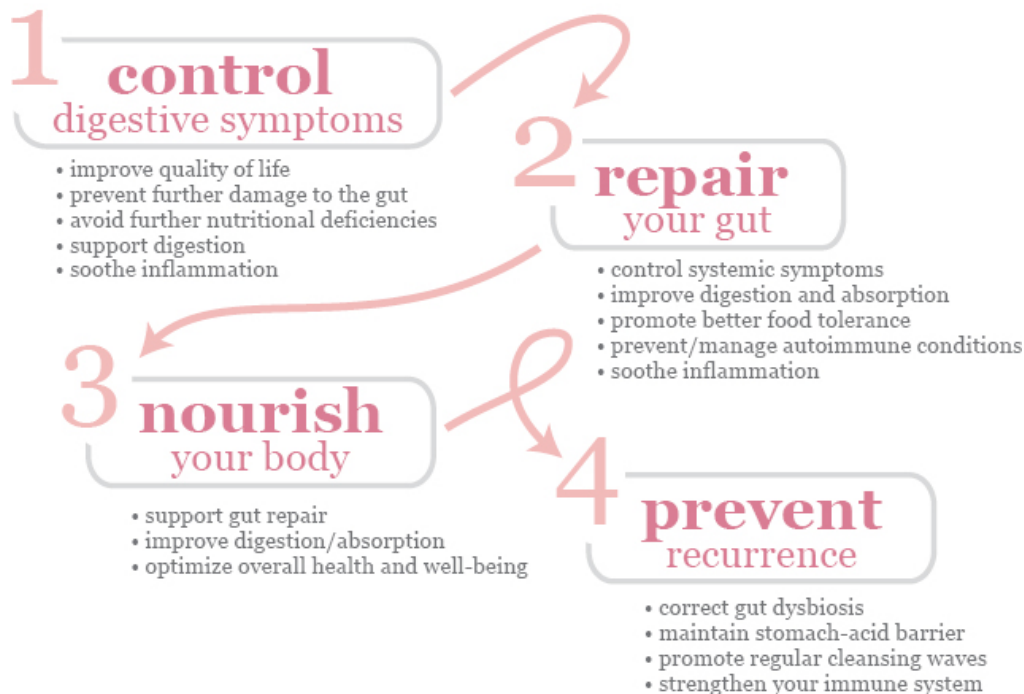 1
control
digestive symptoms
• improve quality of life
• prevent further damage to the gut
• avoid further nutritional deficiencies
• support digestion
• soothe inflammation
2
repair
your gut
• control systemic symptoms
• improve digestion and absorption
• promote better food tolerance
• prevent/manage autoimmune conditions
• soothe inflammation
3
nourish
your body
• support gut repair
• improve digestion/absorption
• optimize overall health and well-being
4
prevent
recurrence
• correct gut dysbiosis
• maintain stomach-acid barrier
• promote regular cleansing waves
• strengthen your immune system